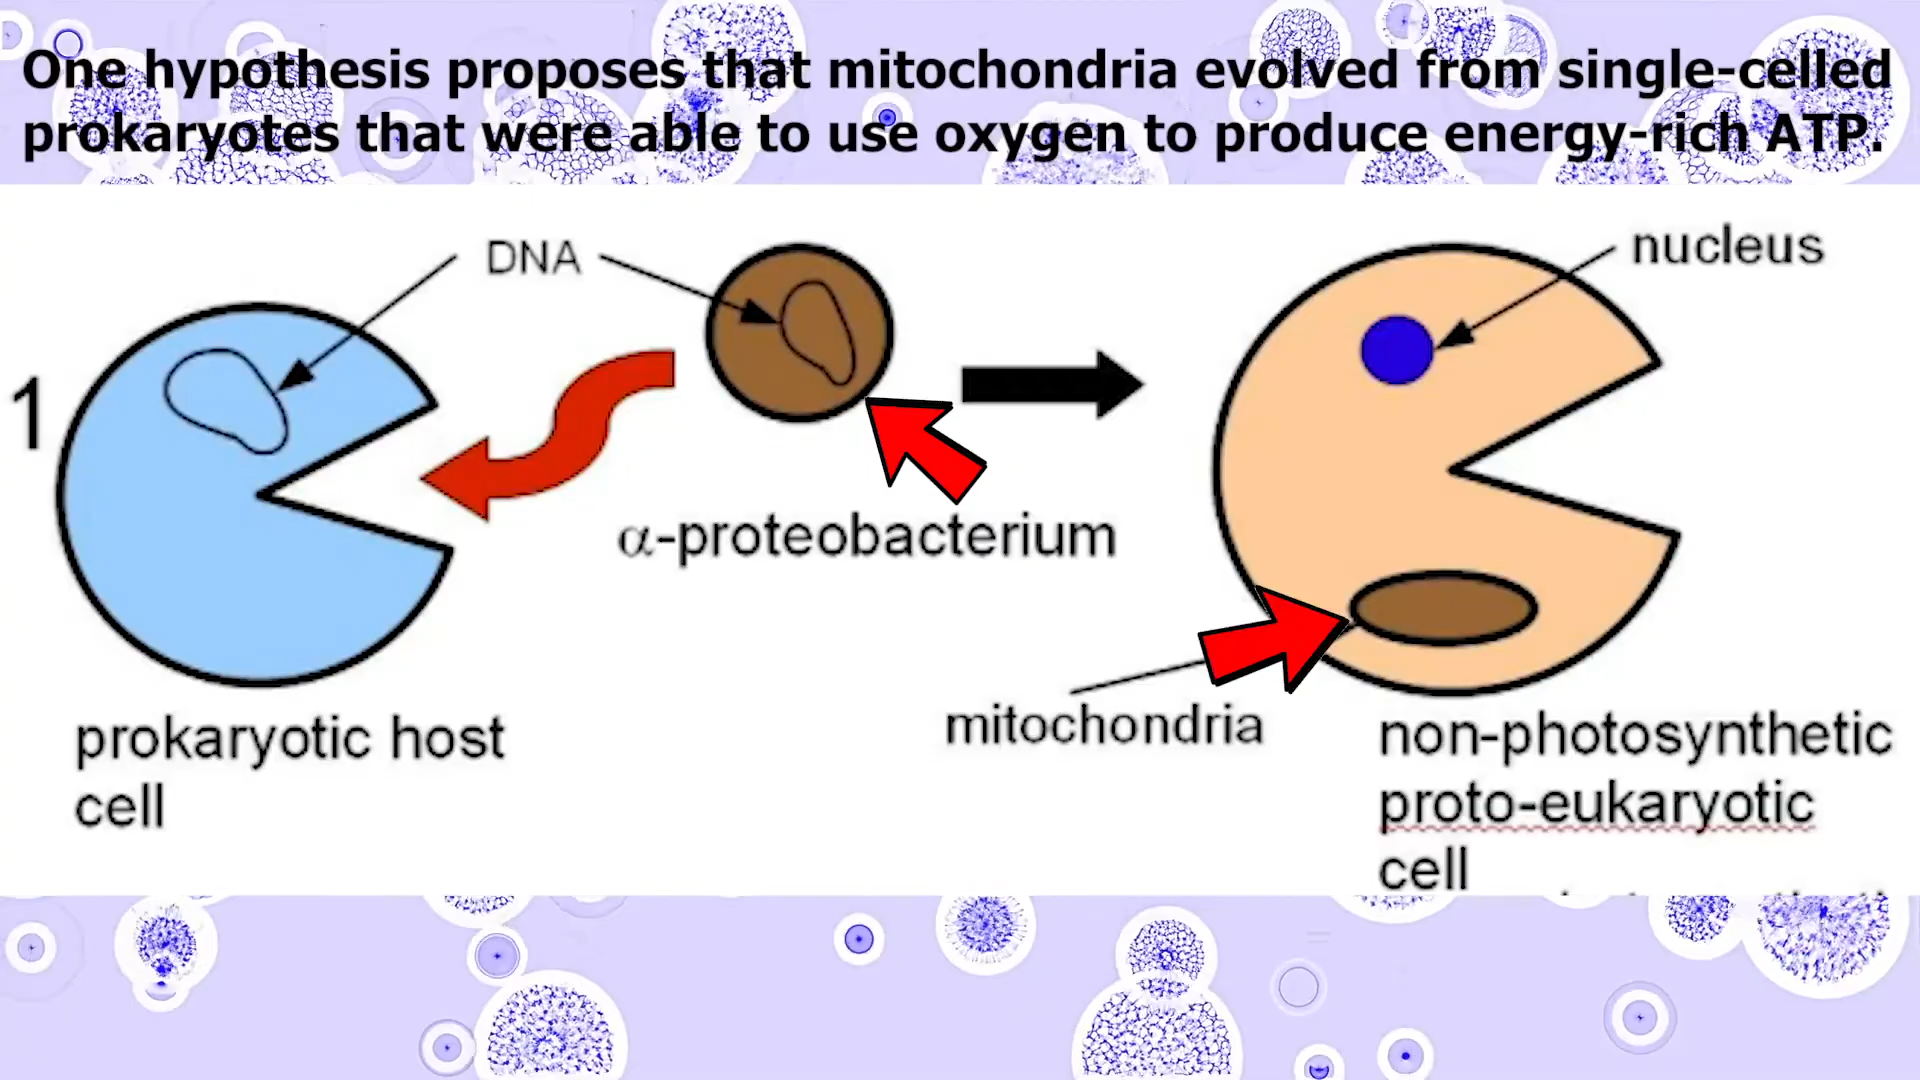 One hypothesis proposes that mitochondria evolved from single-celled
prokaryotes that were able to use oxygen to produce energy-rich ATP.
DNA
nucleus
1
α-proteobacterium
mitochondria
prokaryotic host
cell
non-photosynthetic
proto-eukaryotic
cell